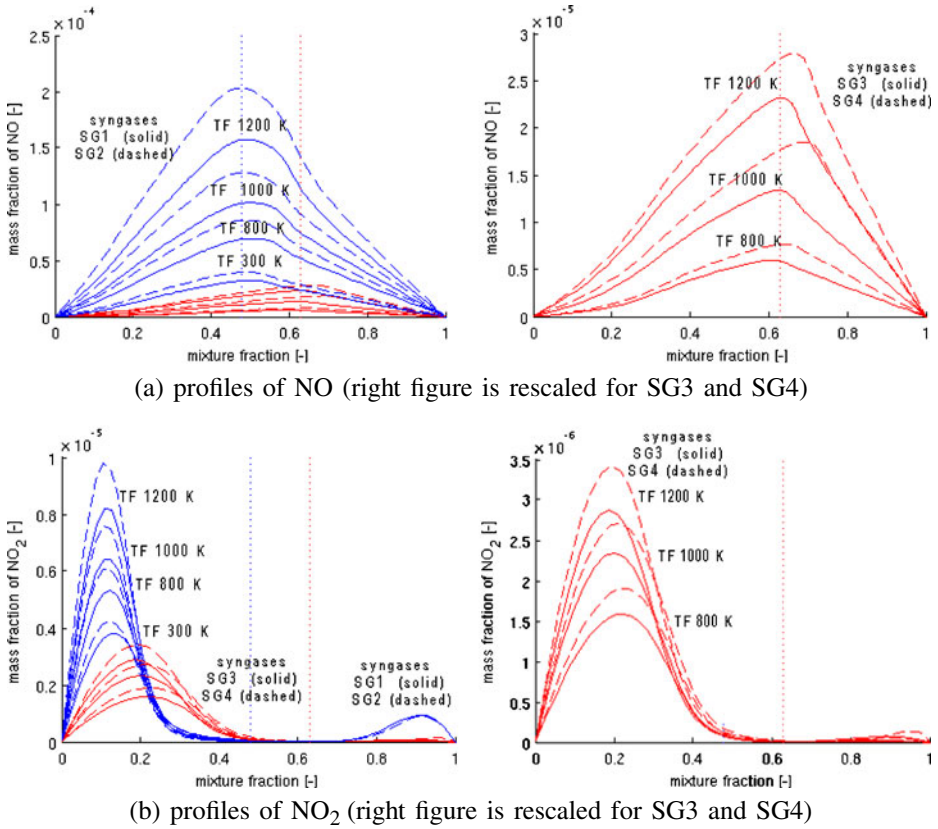 × 10⁻⁴
2.5
2
1.5
1
0.5
0
mass fraction of NO [-]
syngases
SG1 (solid)
SG2 (dashed)
TF 1200 K
TF 1000 K
TF 800 K
TF 300 K
0 0.2 0.4 0.6 0.8 1
mixture fraction [-]
× 10⁻⁵
3
2.5
2
1.5
1
0.5
0
mass fraction of NO [-]
syngases
SG3 (solid)
SG4 (dashed)
TF 1200 K
TF 1000 K
TF 800 K
0 0.2 0.4 0.6 0.8 1
mixture fraction [-]
(a) profiles of NO (right figure is rescaled for SG3 and SG4)
× 10⁻⁵
1
0.8
0.6
0.4
0.2
0
mass fraction of NO₂ [-]
TF 1200 K
TF 1000 K
TF 800 K
TF 300 K
syngases
SG3 (solid)
SG4 (dashed)
syngases
SG1 (solid)
SG2 (dashed)
0 0.2 0.4 0.6 0.8 1
mixture fraction [-]
× 10⁻⁶
3.5
3
2.5
2
1.5
1
0.5
0
mass fraction of NO₂ [-]
syngases
SG3 (solid)
SG4 (dashed)
TF 1200 K
TF 1000 K
TF 800 K
0 0.2 0.4 0.6 0.8 1
mixture fraction [-]
(b) profiles of NO₂ (right figure is rescaled for SG3 and SG4)